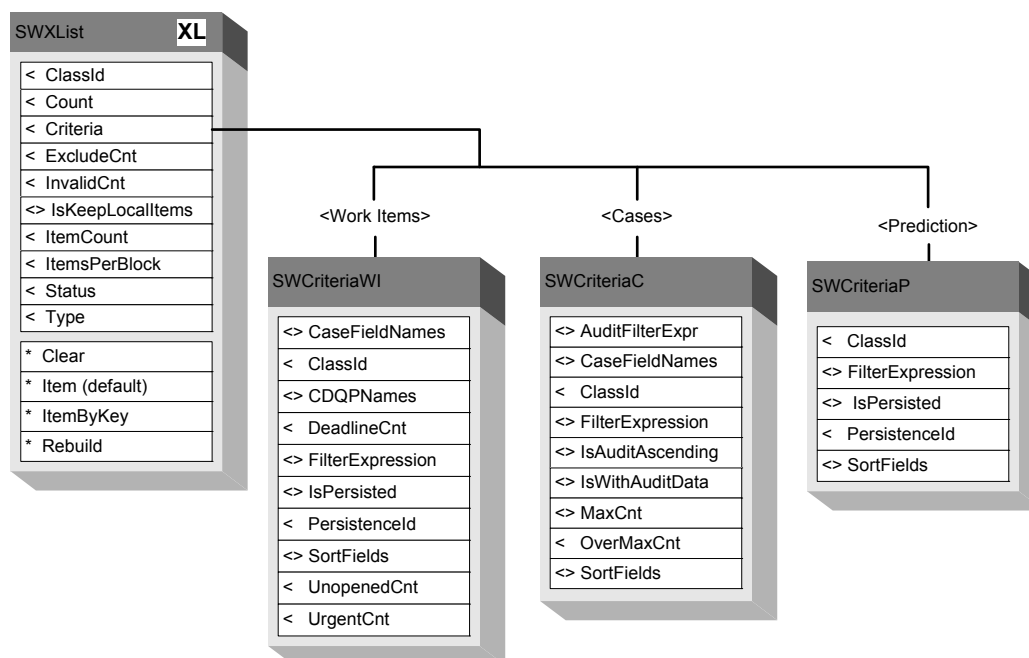 SWXList XL
< ClassId
< Count
< Criteria
< ExcludeCnt
< InvalidCnt
<> IsKeepLocalItems
< ItemCount
< ItemsPerBlock
< Status
< Type
* Clear
* Item (default)
* ItemByKey
* Rebuild
<Work Items>
SWCriteriaWI
<> CaseFieldNames
< ClassId
<> CDQPNames
< DeadlineCnt
<> FilterExpression
<> IsPersisted
< PersistenceId
<> SortFields
< UnopenedCnt
< UrgentCnt
<Cases>
SWCriteriaC
<> AuditFilterExpr
<> CaseFieldNames
< ClassId
<> FilterExpression
<> IsAuditAscending
<> IsWithAuditData
<> MaxCnt
< OverMaxCnt
<> SortFields
<Prediction>
SWCriteriaP
< ClassId
<> FilterExpression
<> IsPersisted
< PersistenceId
<> SortFields